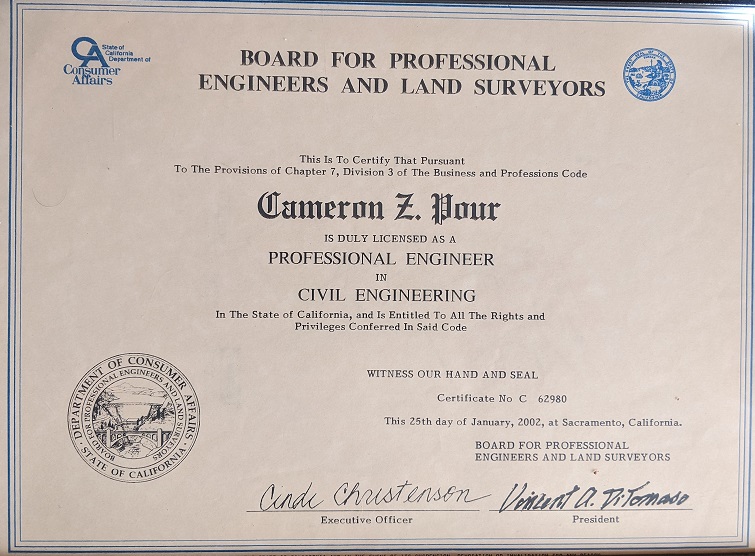 State of
California
Department of
CA
Consumer
Affairs
BOARD FOR PROFESSIONAL
ENGINEERS AND LAND SURVEYORS
This Is To Certify That Pursuant
To The Provisions of Chapter 7, Division 3 of The Business and Professions Code
Cameron Z. Pour
IS DULY LICENSED AS A
PROFESSIONAL ENGINEER
IN
CIVIL ENGINEERING
In The State of California, and Is Entitled To All The Rights and
Privileges Conferred In Said Code
WITNESS OUR HAND AND SEAL
Certificate No C 62980
This 25th day of January, 2002, at Sacramento, California.
BOARD FOR PROFESSIONAL
ENGINEERS AND LAND SURVEYORS
DEPARTMENT OF CONSUMER AFFAIRS
STATE OF CALIFORNIA
BOARD FOR PROFESSIONAL ENGINEERS AND LAND SURVEYORS
Cindi Christenson
Vincent A. DiTomaso
Executive Officer
President